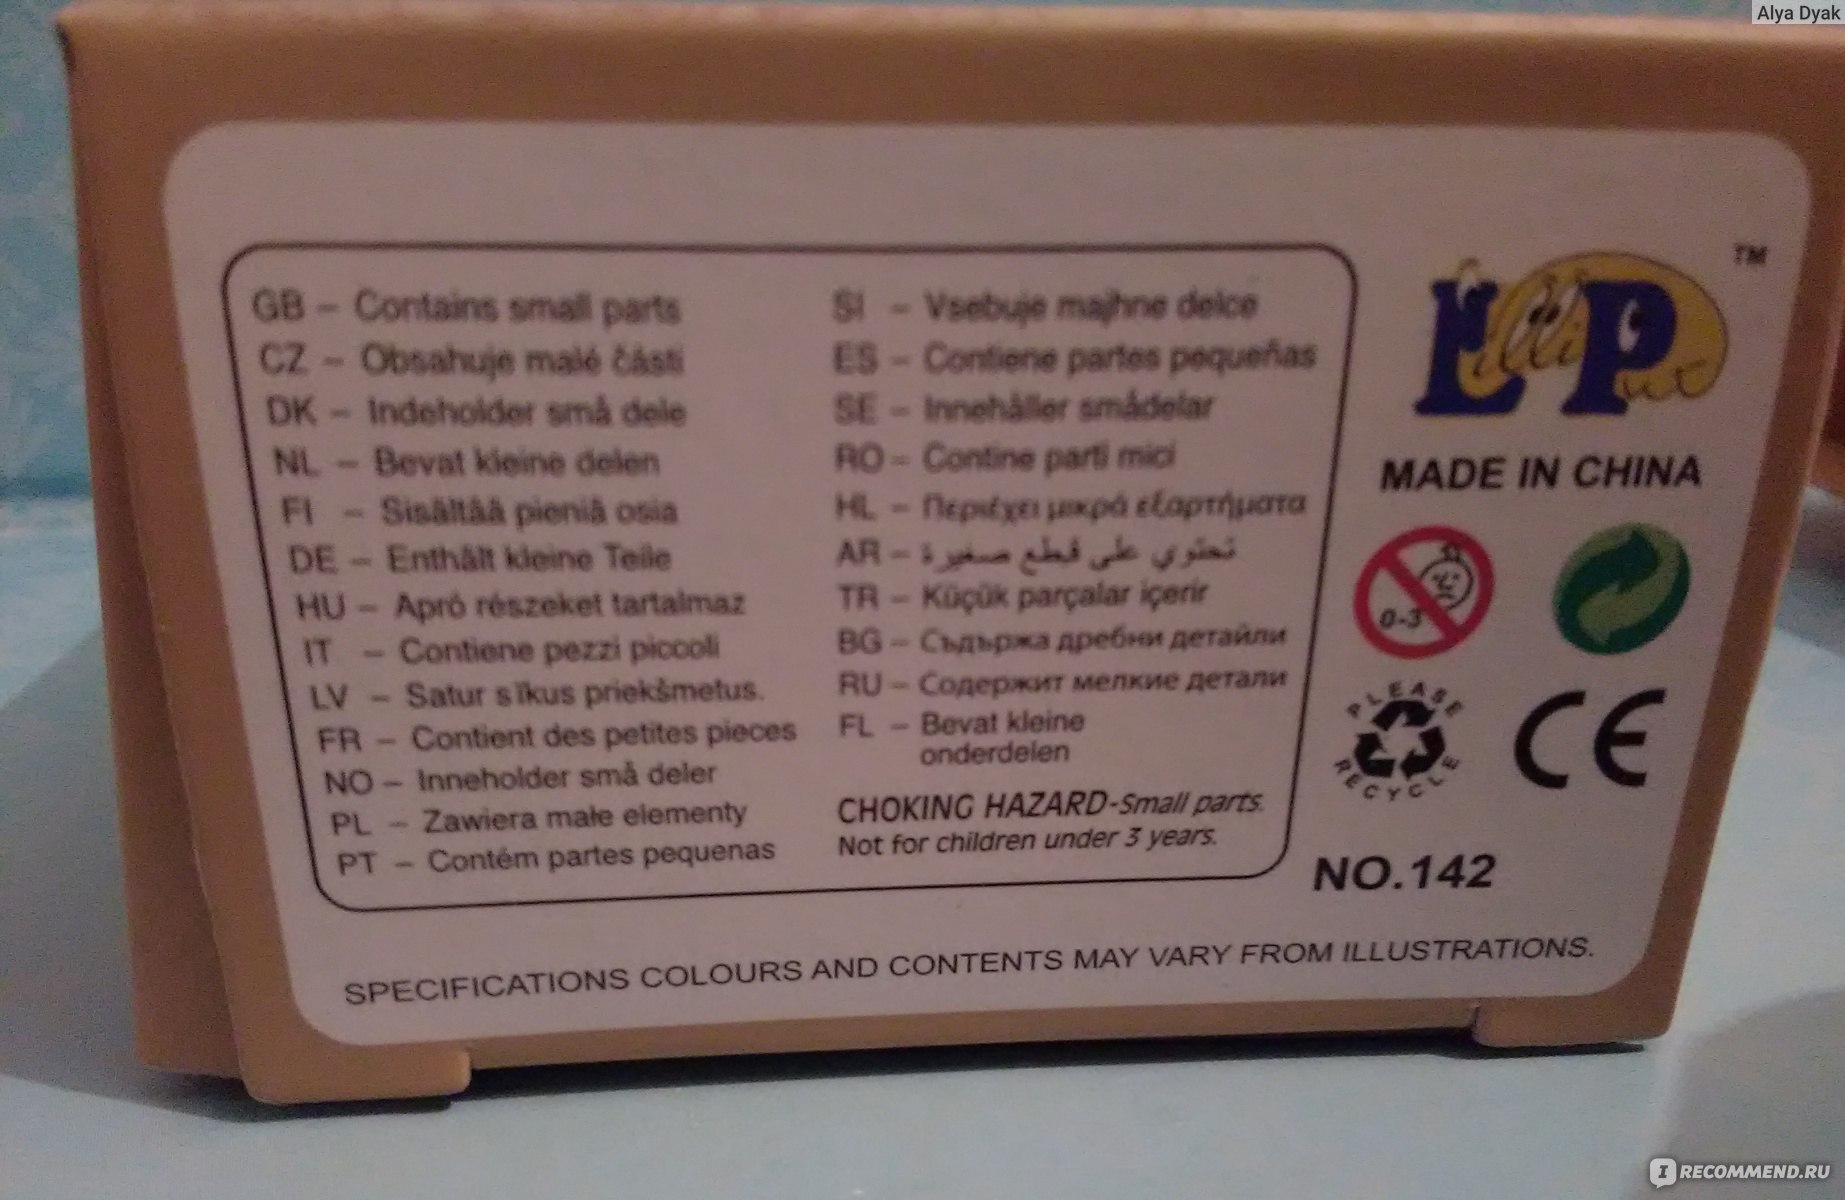 Alya Dyak
GB – Contains small parts
CZ – Obsahuje malé části
DK – Indeholder små dele
NL – Bevat kleine delen
FI – Sisältää pieniä osia
DE – Enthält kleine Teile
HU – Apró részeket tartalmaz
IT – Contiene pezzi piccoli
LV – Satur sīkus priekšmetus.
FR – Contient des petites pieces
NO – Inneholder små deler
PL – Zawiera małe elementy
PT – Contém partes pequenas
SI – Vsebuje majhne delce
ES – Contiene partes pequeñas
SE – Innehåller smådelar
RO – Contine parti mici
HL – Περιέχει μικρά εξαρτήματα
AR – تحتوي على قطع صغيرة
TR – Küçük parçalar içerir
BG – Съдържа дребни детайли
RU – Содержит мелкие детали
FL – Bevat kleine
onderdelen
CHOKING HAZARD-Small parts.
Not for children under 3 years.
TM
MADE IN CHINA
0-3
PLEASE
RECYCLE
CE
NO.142
SPECIFICATIONS COLOURS AND CONTENTS MAY VARY FROM ILLUSTRATIONS.
I RECOMMEND.RU